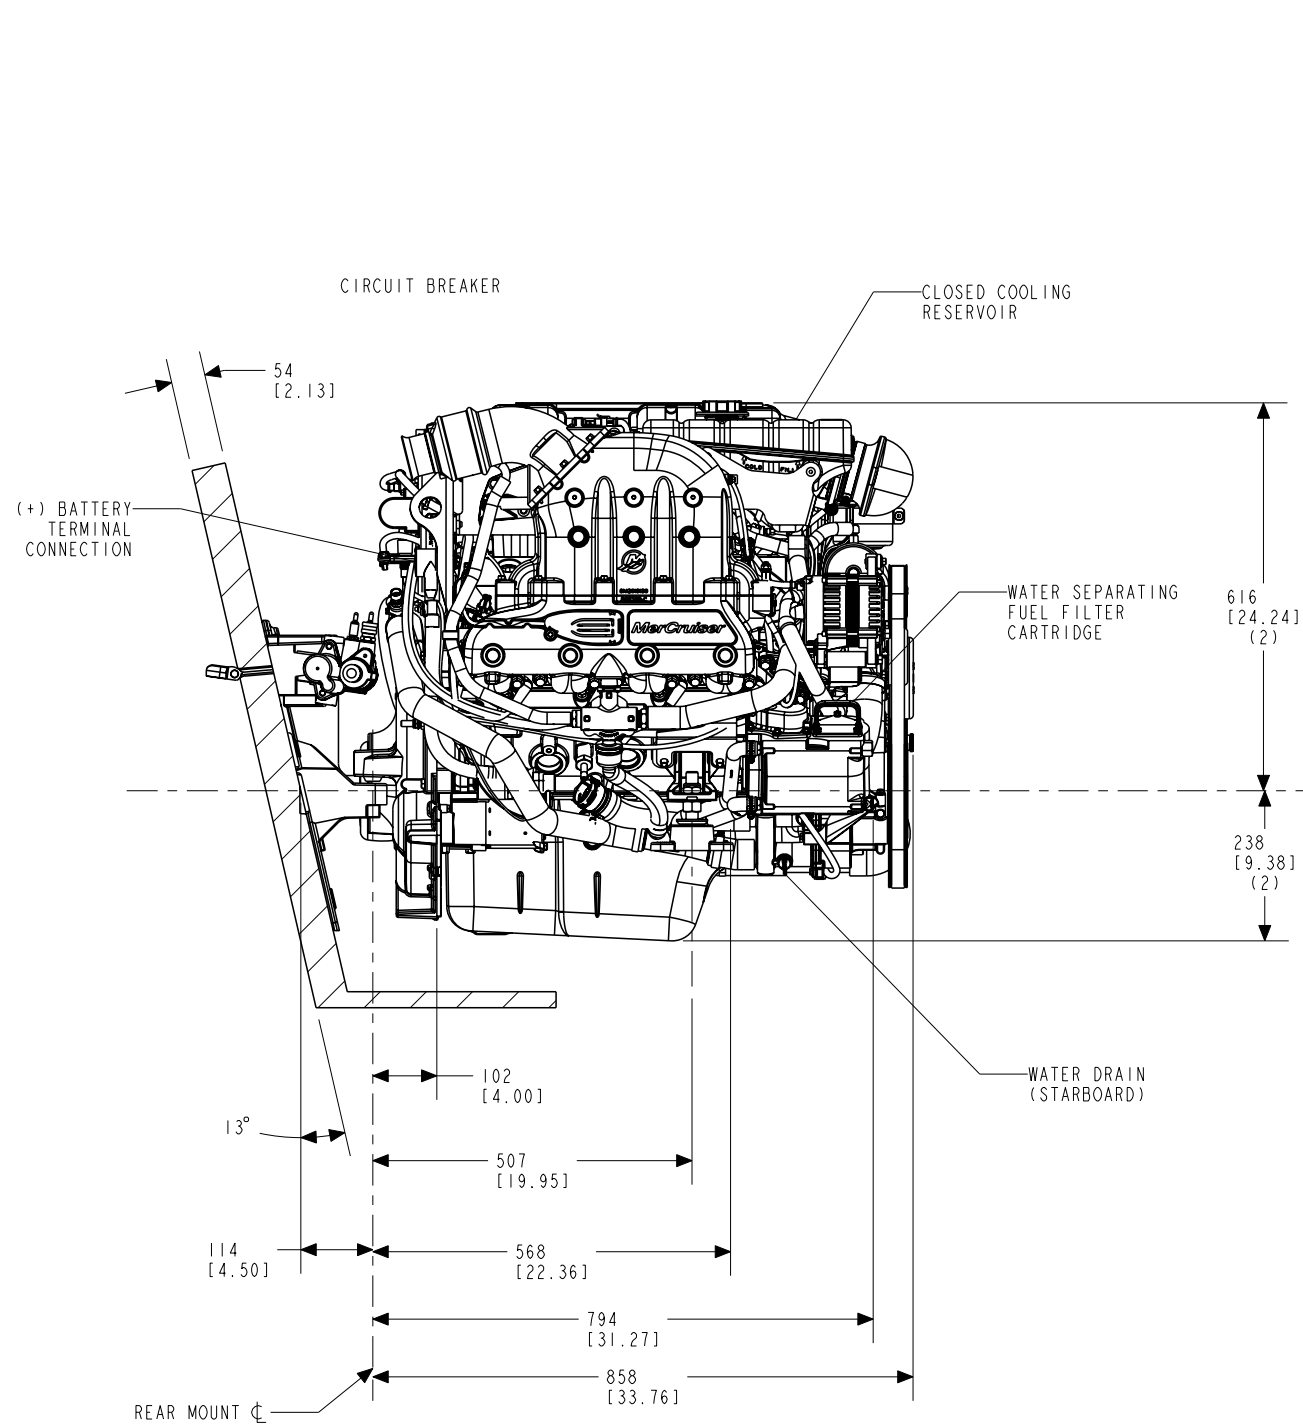 CIRCUIT BREAKER
CLOSED COOLING
RESERVOIR
54
[2.13]
(+) BATTERY
TERMINAL
CONNECTION
COLD
FILL
WATER SEPARATING
FUEL FILTER
CARTRIDGE
616
[24.24]
(2)
MerCruiser
238
[9.38]
(2)
102
[4.00]
WATER DRAIN
(STARBOARD)
13°
507
[19.95]
114
[4.50]
568
[22.36]
794
[31.27]
858
[33.76]
REAR MOUNT ℄